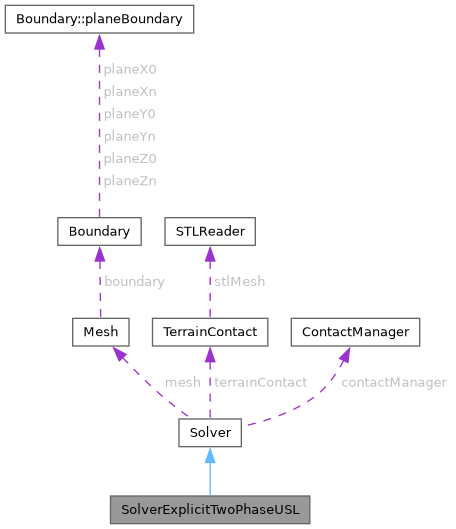 Boundary::planeBoundary
planeX0
planeXn
planeY0
planeYn
planeZ0
planeZn
Boundary
STLReader
boundary
stlMesh
Mesh
TerrainContact
ContactManager
mesh
terrainContact
contactManager
Solver
SolverExplicitTwoPhaseUSL